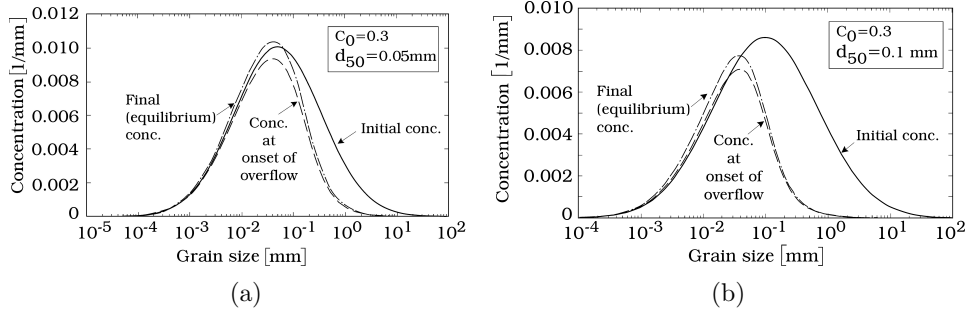 0.012
C0=0.3
d50=0.05mm
0.010
0.008
0.006
0.004
0.002
0
Concentration [1/mm]
Final
(equilibrium)
conc.
Conc.
at
onset of
overflow
Initial conc.
10-5 10-4 10-3 10-2 10-1 100 101 102
Grain size [mm]
(a)
0.010
C0=0.3
d50=0.1 mm
0.008
0.006
0.004
0.002
0.000
Concentration [1/mm]
Final
(equilibrium)
conc.
Conc.
at
onset of
overflow
Initial conc.
10-4 10-3 10-2 10-1 100 101 102
Grain size [mm]
(b)